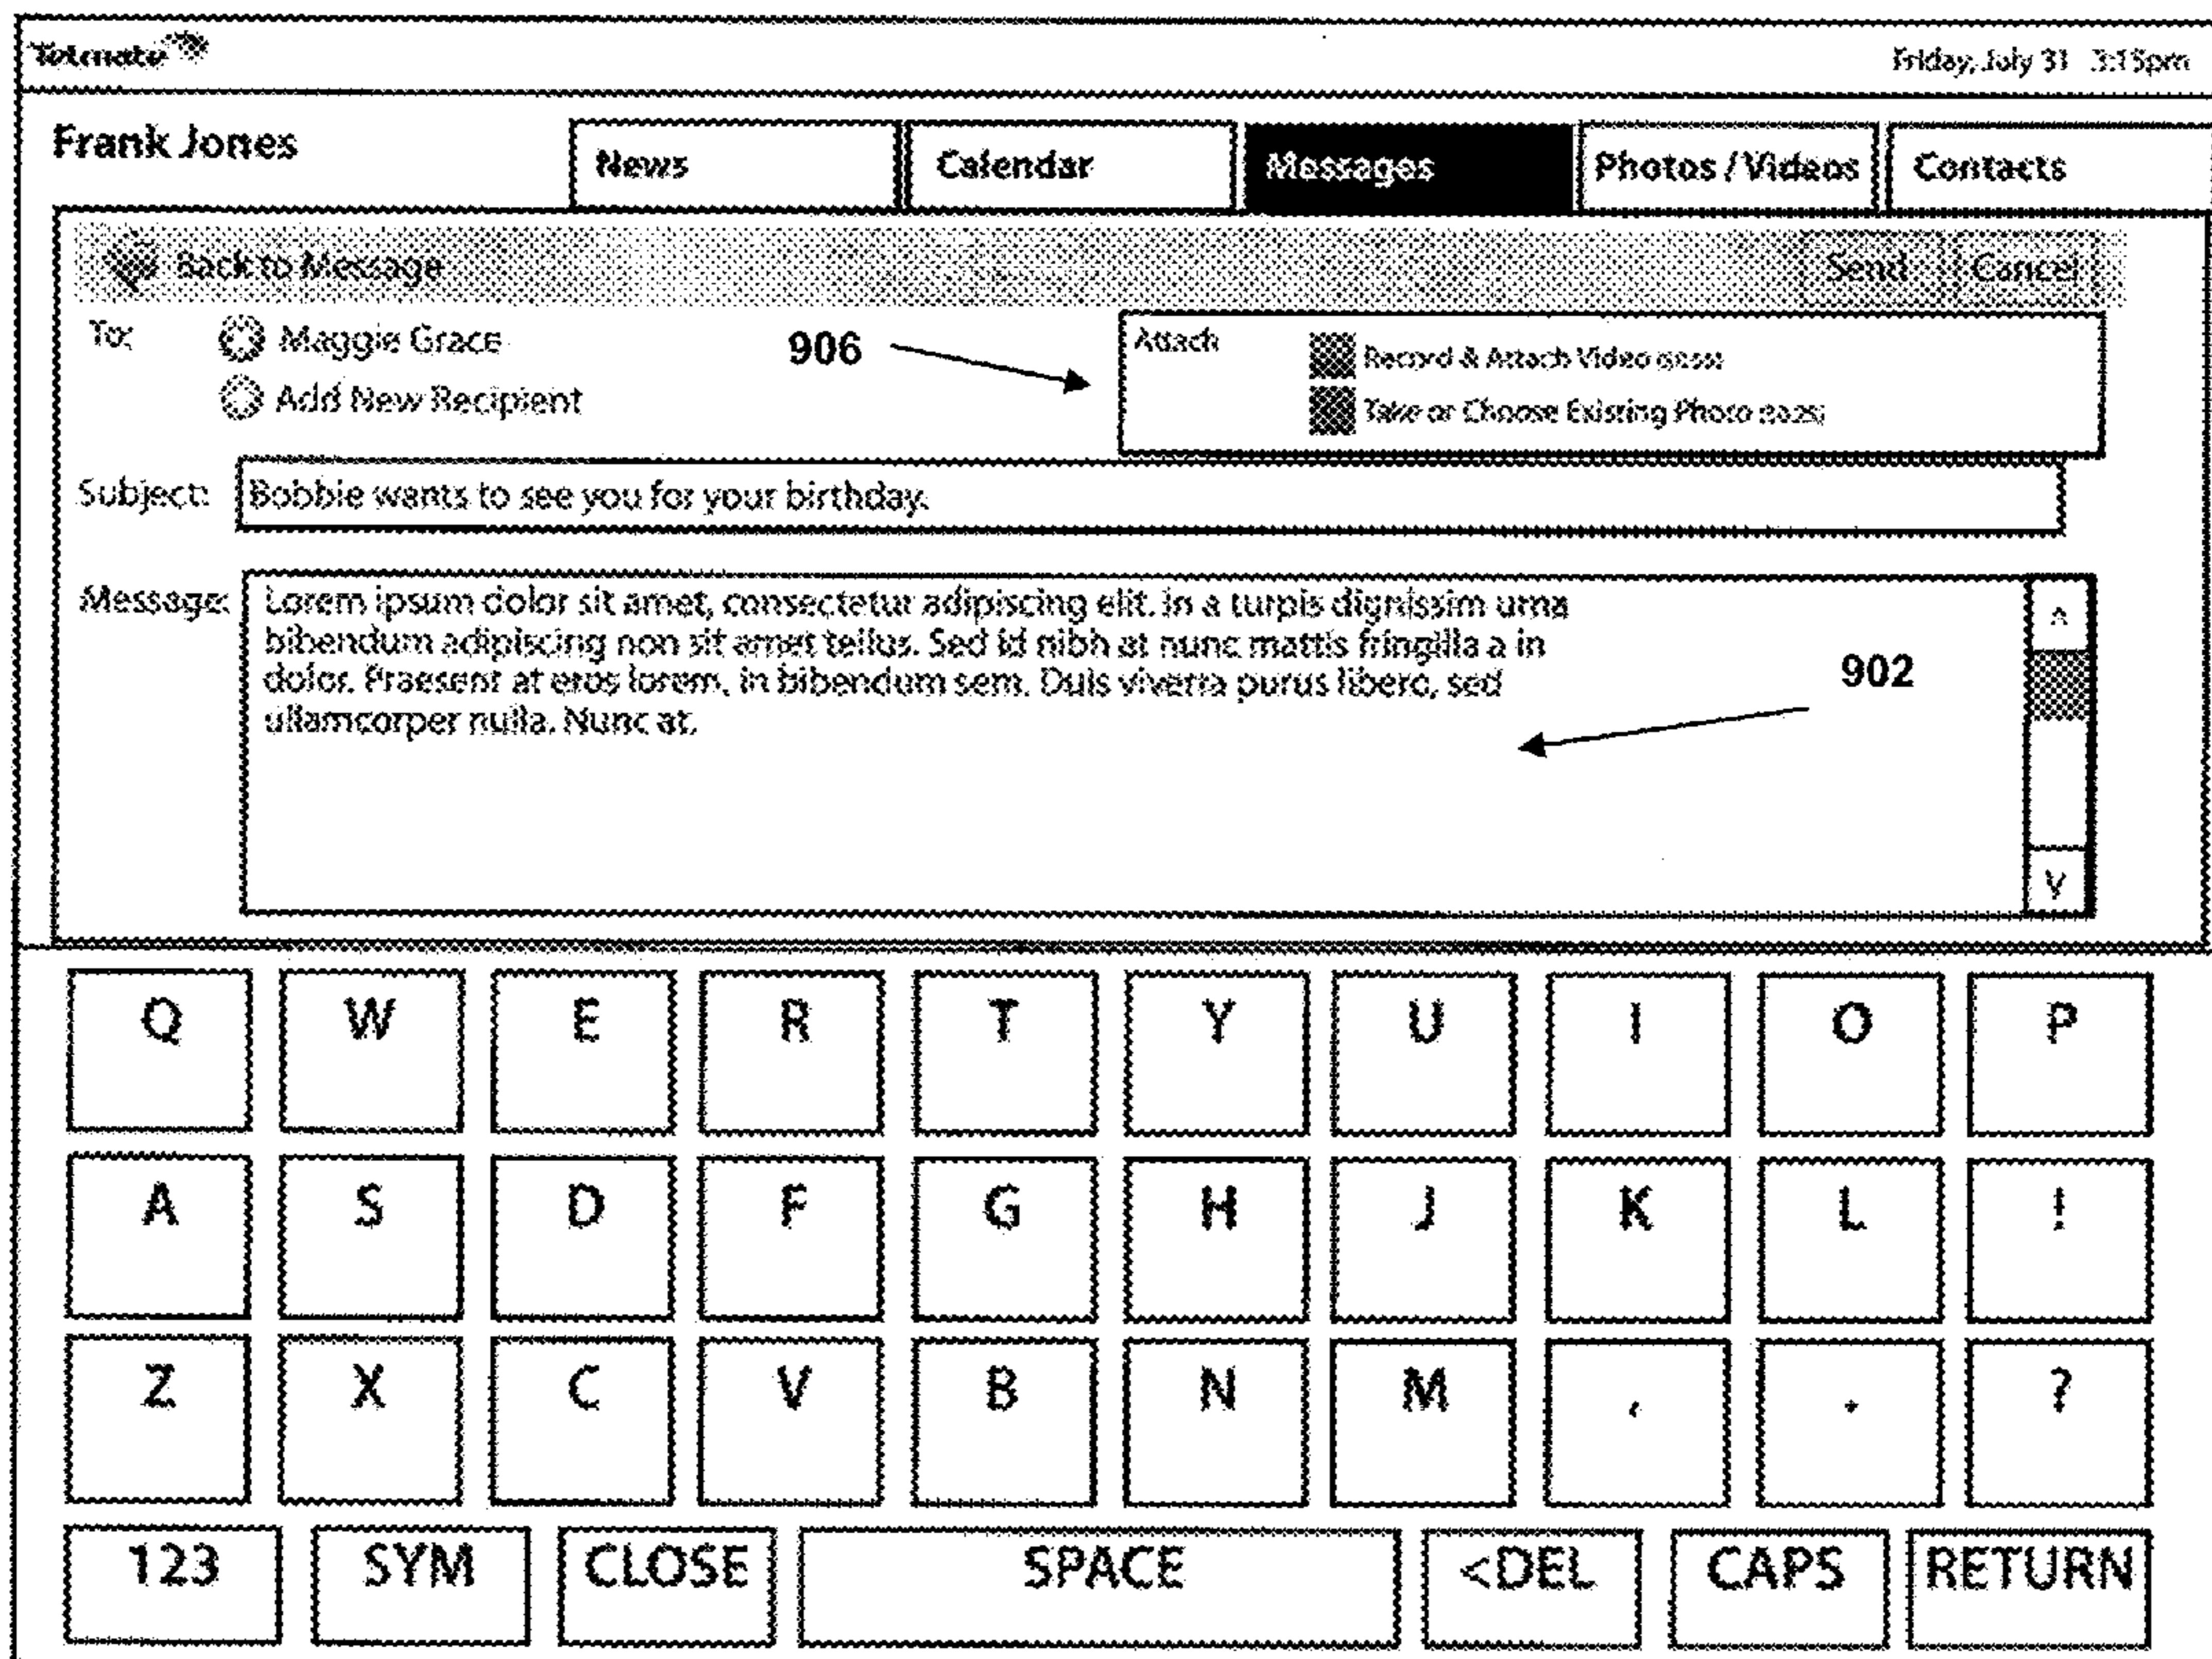 Telmate
Friday, July 31 3:15pm
Frank Jones
News
Calendar
Messages
Photos / Videos
Contacts
Back to Message
Send
Cancel
To:
Maggie Grace
Add New Recipient
906
Attach
Record & Attach Video
Take or Choose Existing Photo
Subject:
Bobbie wants to see you for your birthday.
Message:
Lorem ipsum dolor sit amet, consectetur adipiscing elit. In a turpis dignissim urna
bibendum adipiscing non sit amet tellus. Sed id nibh at nunc mattis fringilla a in
dolor. Praesent at eros lorem, in bibendum sem. Duis viverra purus libero, sed
ullamcorper nulla. Nunc at.
902
^
V
Q W E R T Y U I O P
A S D F G H J K L !
Z X C V B N M , . ?
123 SYM CLOSE SPACE <DEL CAPS RETURN